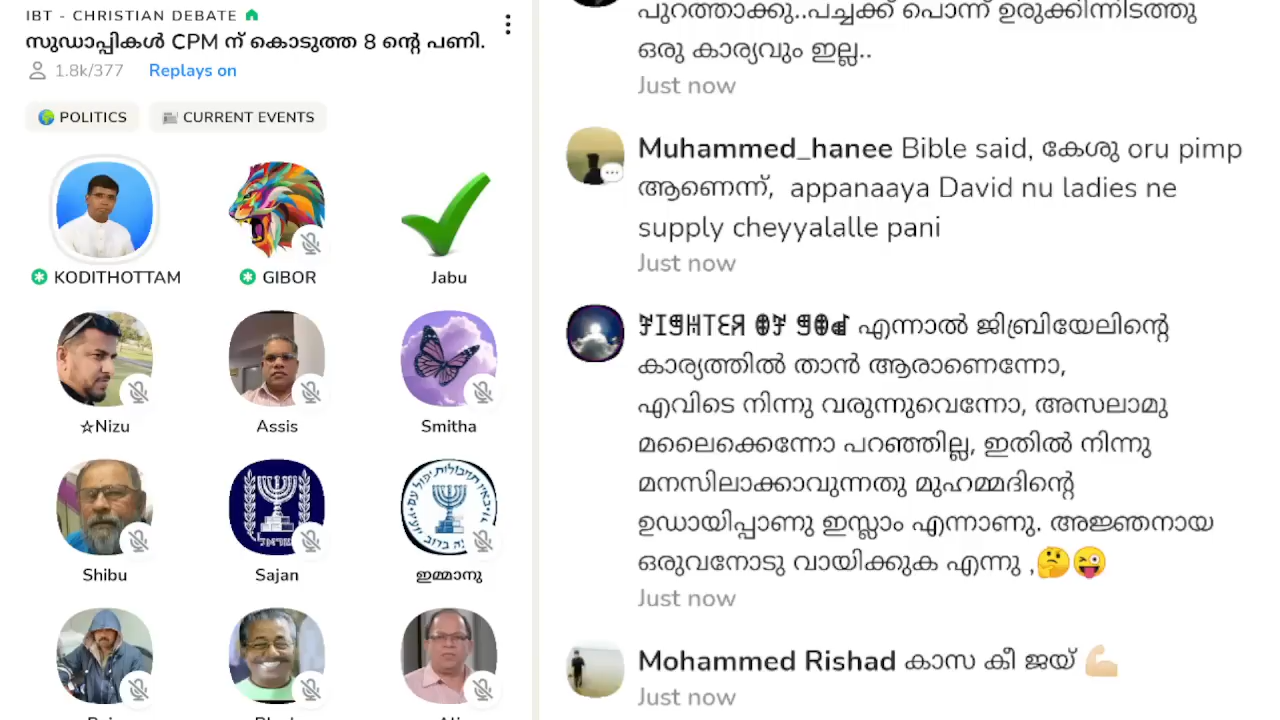 IBT - CHRISTIAN DEBATE
സുഡാപ്പികൾ CPM ന് കൊടുത്ത 8 ന്റെ പണി.
1.8k/377 Replays on
POLITICS CURRENT EVENTS
KODITHOTTAM GIBOR Jabu
☆Nizu Assis Smitha
Shibu Sajan ഇമ്മാനു
പുറത്താക്കൂ..പച്ചക്ക് പൊന്ന് ഉരുക്കിന്നിടത്തു
ഒരു കാര്യവും ഇല്ല..
Just now
Muhammed_hanee Bible said, കേശു oru pimp
ആണെന്ന്, appanaaya David nu ladies ne
supply cheyyalalle pani
Just now
എന്നാൽ ജിബ്രിയേലിന്റെ
കാര്യത്തിൽ താൻ ആരാണെന്നോ,
എവിടെ നിന്നു വരുന്നുവെന്നോ, അസലാമു
മലൈക്കെന്നോ പറഞ്ഞില്ല, ഇതിൽ നിന്നു
മനസിലാക്കാവുന്നതു മുഹമ്മദിന്റെ
ഉഡായിപ്പാണു ഇസ്ലാം എന്നാണു. അജ്ഞനായ
ഒരുവനോടു വായിക്കുക എന്നു ,🤔😜
Just now
Mohammed Rishad കാസ കീ ജയ് 💪🏻
Just now